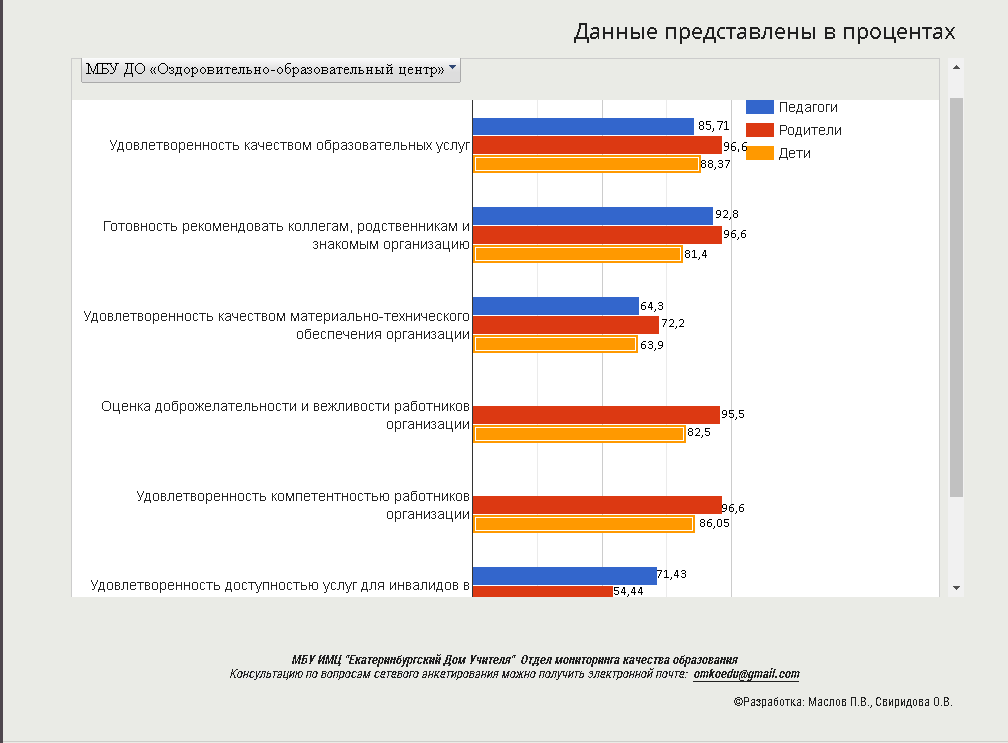 Данные представлены в процентах
МБУ ДО «Оздоровительно-образовательный центр»
Педагоги
Родители
Дети
Удовлетворенность качеством образовательных услуг
85,71
96,6
88,37
Готовность рекомендовать коллегам, родственникам и
знакомым организацию
92,8
96,6
81,4
Удовлетворенность качеством материально-технического
обеспечения организации
64,3
72,2
63,9
Оценка доброжелательности и вежливости работников
организации
95,5
82,5
Удовлетворенность компетентностью работников
организации
96,6
86,05
Удовлетворенность доступностью услуг для инвалидов в
71,43
54,44
МБУ ИМЦ "Екатеринбургский Дом Учителя" Отдел мониторинга качества образования
Консультацию по вопросам сетевого анкетирования можно получить электронной почте: omkoedu@gmail.com
©Разработка: Маслов П.В., Свиридова О.В.